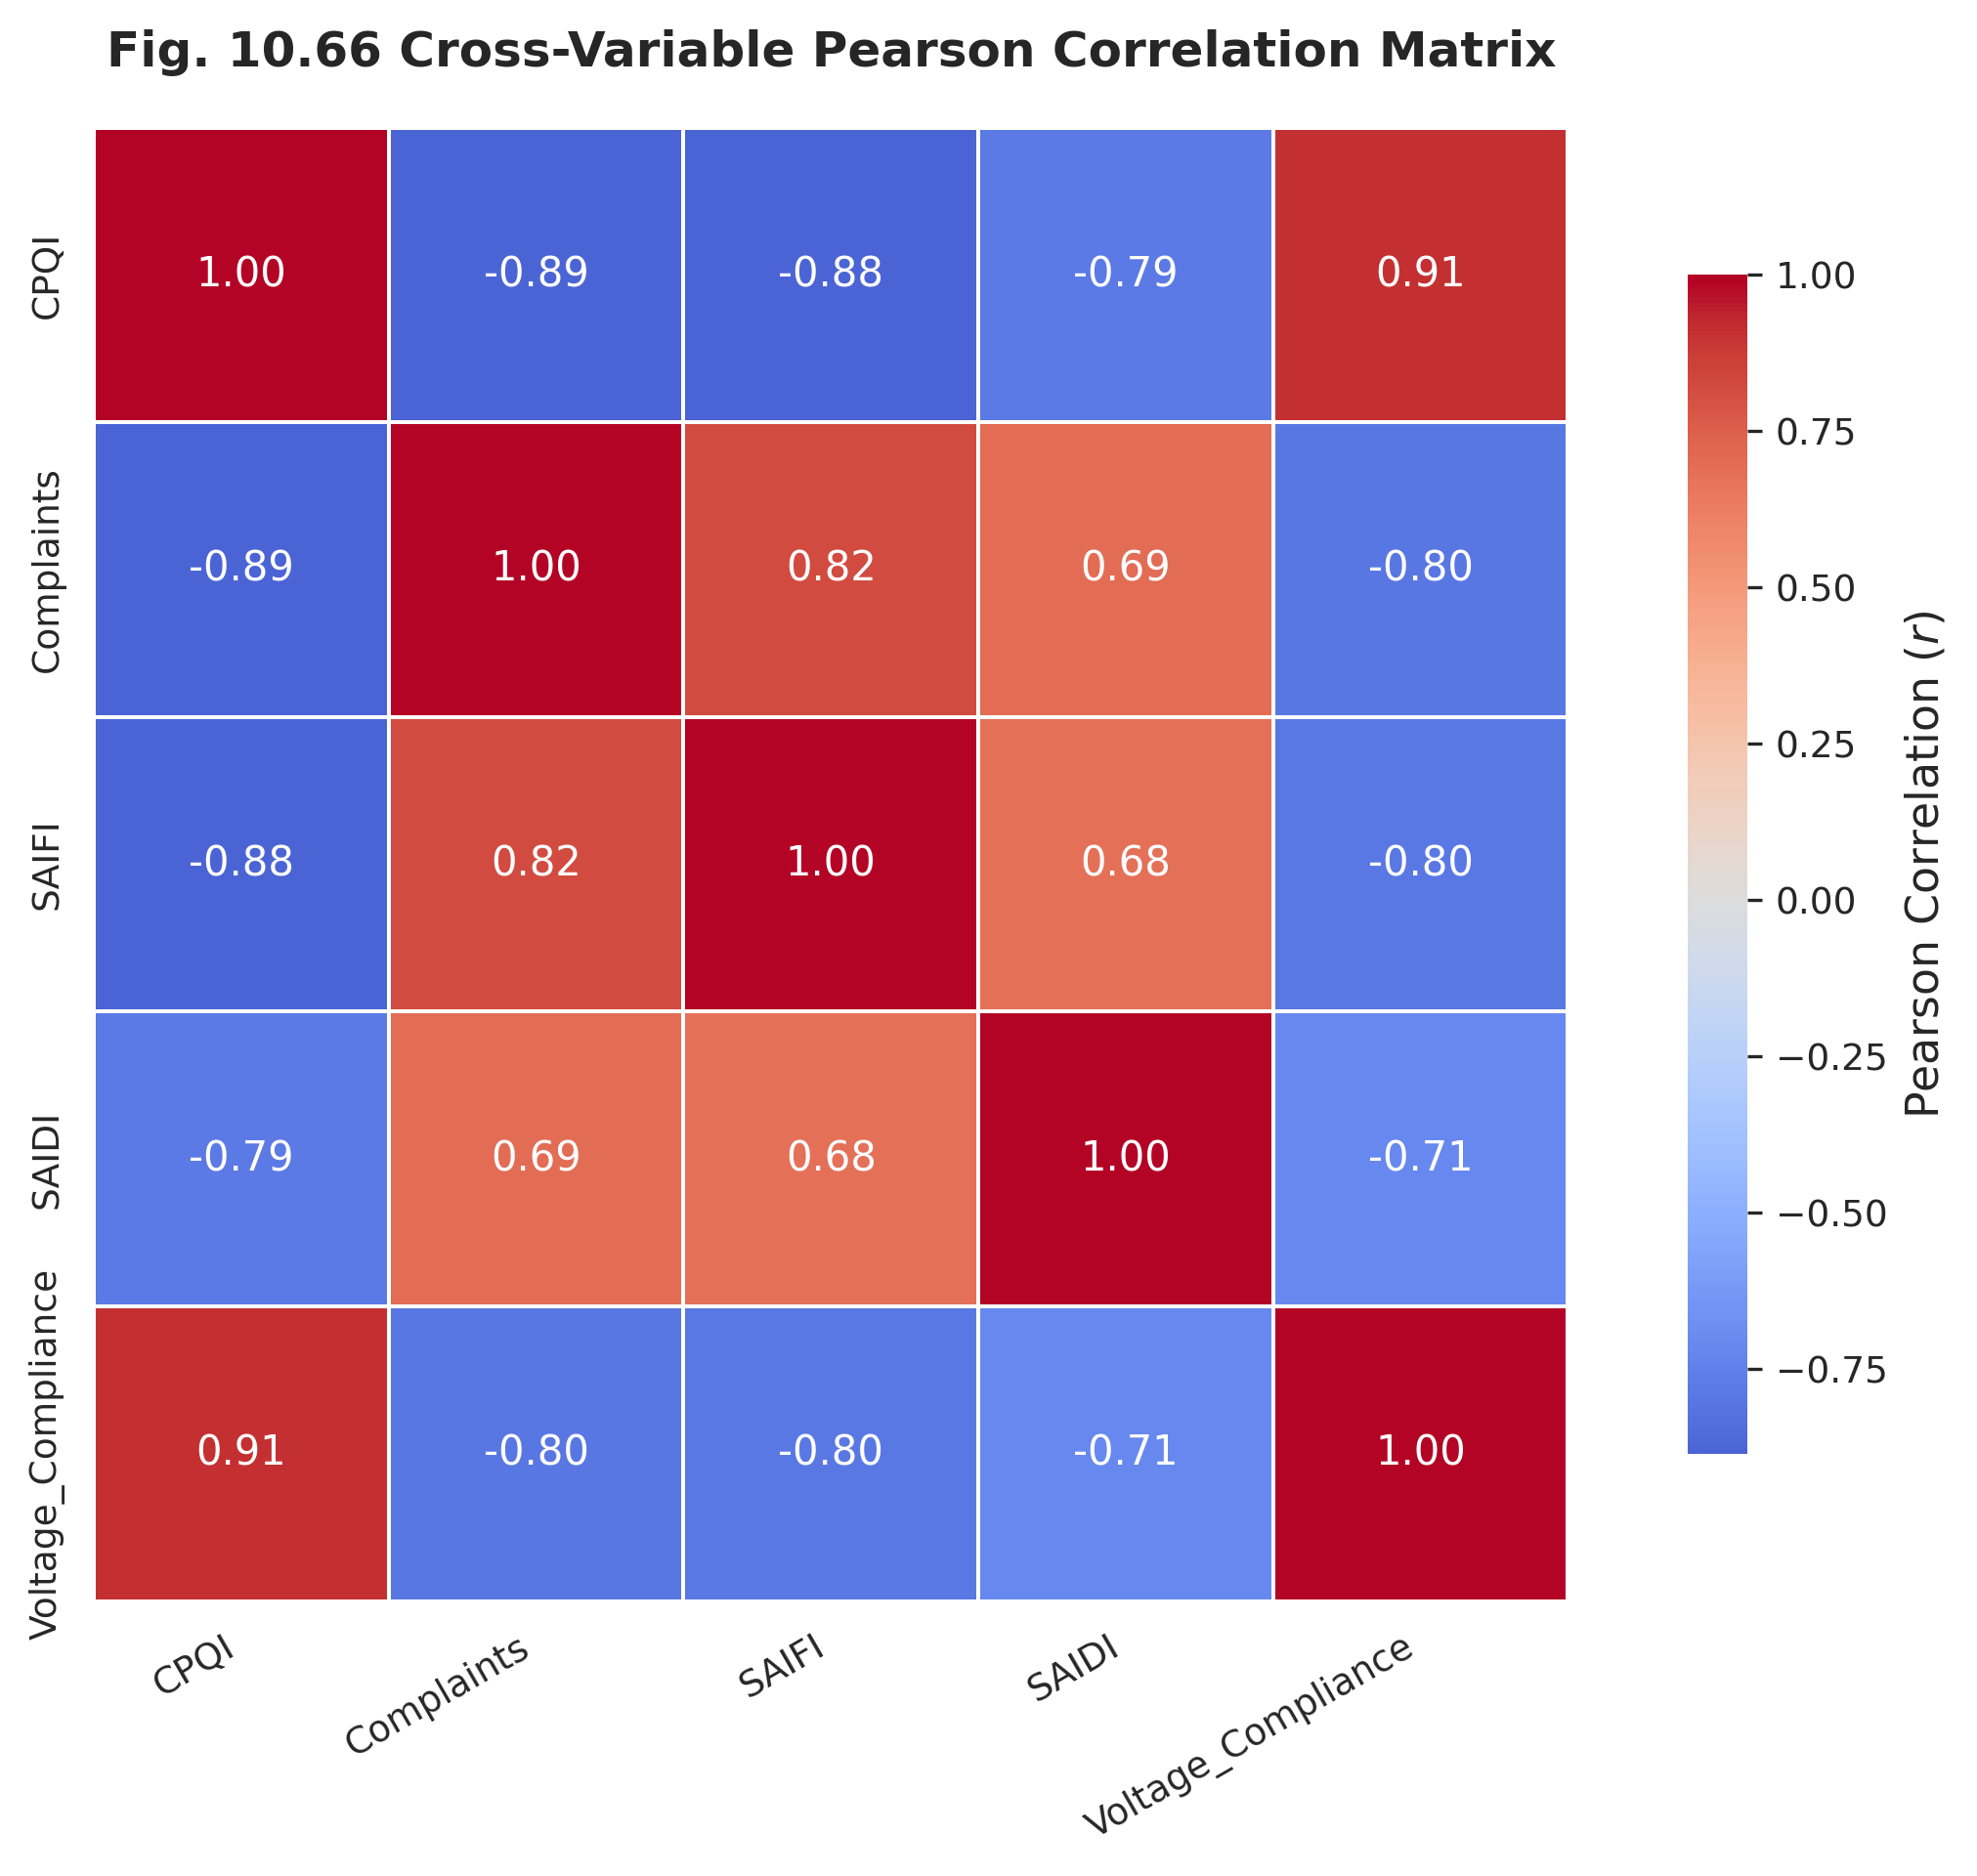 Fig. 10.66 Cross-Variable Pearson Correlation Matrix
CPQI
1.00 -0.89 -0.88 -0.79 0.91
Complaints
-0.89 1.00 0.82 0.69 -0.80
SAIFI
-0.88 0.82 1.00 0.68 -0.80
SAIDI
-0.79 0.69 0.68 1.00 -0.71
Voltage_Compliance
0.91 -0.80 -0.80 -0.71 1.00
CPQI
Complaints
SAIFI
SAIDI
Voltage_Compliance
1.00
0.75
0.50
0.25
0.00
−0.25
−0.50
−0.75
Pearson Correlation (r)